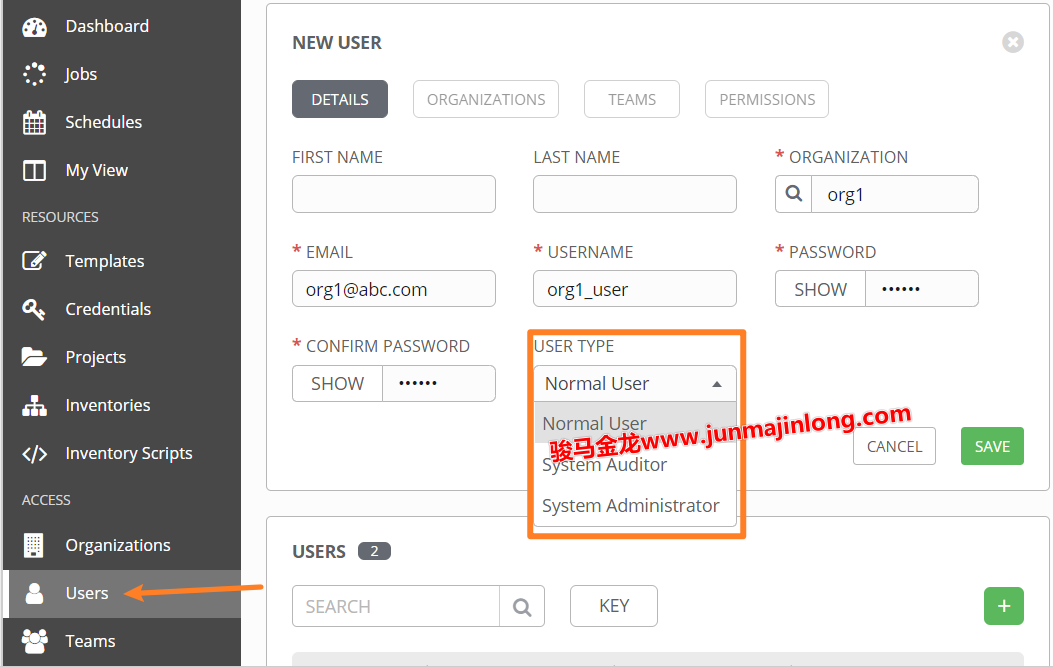 Dashboard
Jobs
Schedules
My View
RESOURCES
Templates
Credentials
Projects
Inventories
Inventory Scripts
ACCESS
Organizations
Users
Teams
NEW USER
DETAILS
ORGANIZATIONS
TEAMS
PERMISSIONS
FIRST NAME
LAST NAME
* ORGANIZATION
org1
* EMAIL
* USERNAME
* PASSWORD
org1@abc.com
org1_user
SHOW ••••••
* CONFIRM PASSWORD
USER TYPE
SHOW ••••••
Normal User
Normal User
System Auditor
System Administrator
骏马金龙www.junmajinlong.com
CANCEL
SAVE
USERS 2
SEARCH
KEY
+